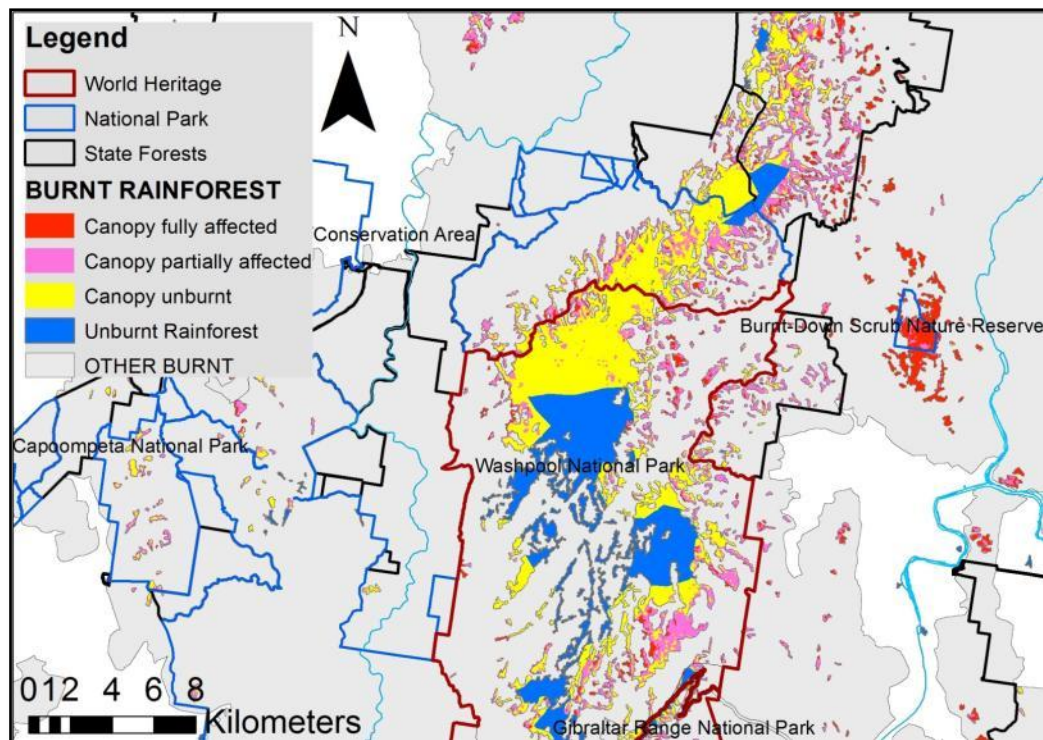 Legend
World Heritage
National Park
State Forests
BURNT RAINFOREST
Canopy fully affected
Canopy partially affected
Canopy unburnt
Unburnt Rainforest
OTHER BURNT
N
Conservation Area
Burnt-Down Scrub Nature Reserve
Capoompeta National Park
Washpool National Park
Gibraltar Range National Park
0 1 2 4 6 8
Kilometers